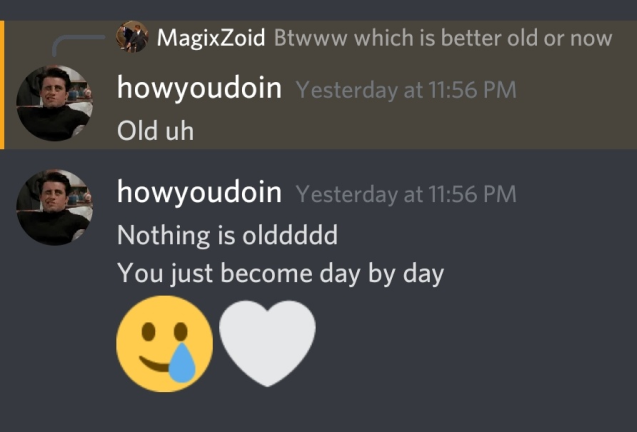 MagixZoid Btwww which is better old or now
howyoudoin Yesterday at 11:56 PM
Old uh
howyoudoin Yesterday at 11:56 PM
Nothing is olddddd
You just become day by day
🥲🤍